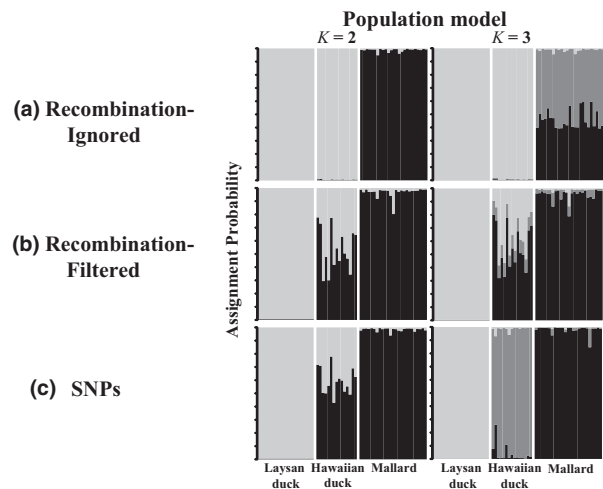 Population model
K = 2 K = 3
(a) Recombination-
Ignored
(b) Recombination-
Filtered
(c) SNPs
Assignment Probability
Laysan duck Hawaiian duck Mallard Laysan duck Hawaiian duck Mallard